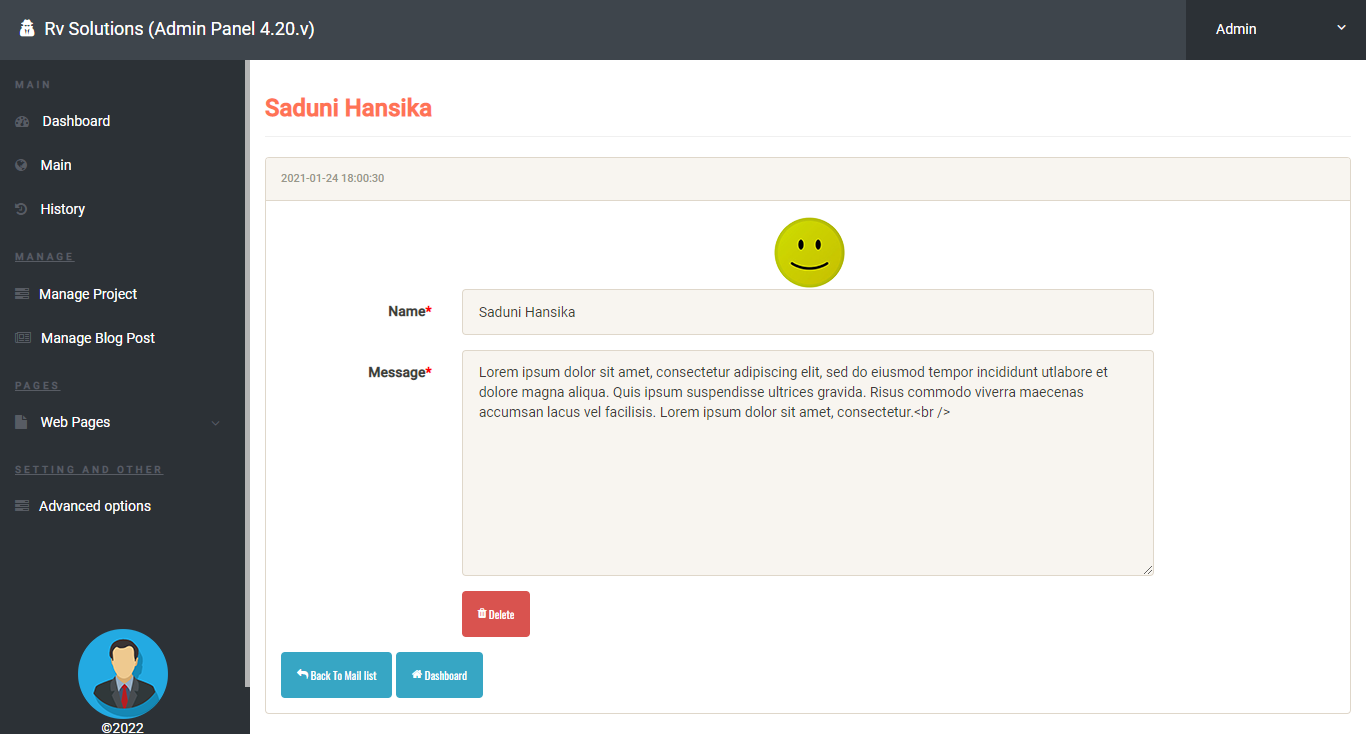 Rv Solutions (Admin Panel 4.20.v)
Admin
MAIN
Dashboard
Main
History
MANAGE
Manage Project
Manage Blog Post
PAGES
Web Pages
SETTING AND OTHER
Advanced options
©2022
Saduni Hansika
2021-01-24 18:00:30
Name*
Saduni Hansika
Message*
Lorem ipsum dolor sit amet, consectetur adipiscing elit, sed do eiusmod tempor incididunt utlabore et
dolore magna aliqua. Quis ipsum suspendisse ultrices gravida. Risus commodo viverra maecenas
accumsan lacus vel facilisis. Lorem ipsum dolor sit amet, consectetur.<br />
Delete
Back To Mail list
Dashboard